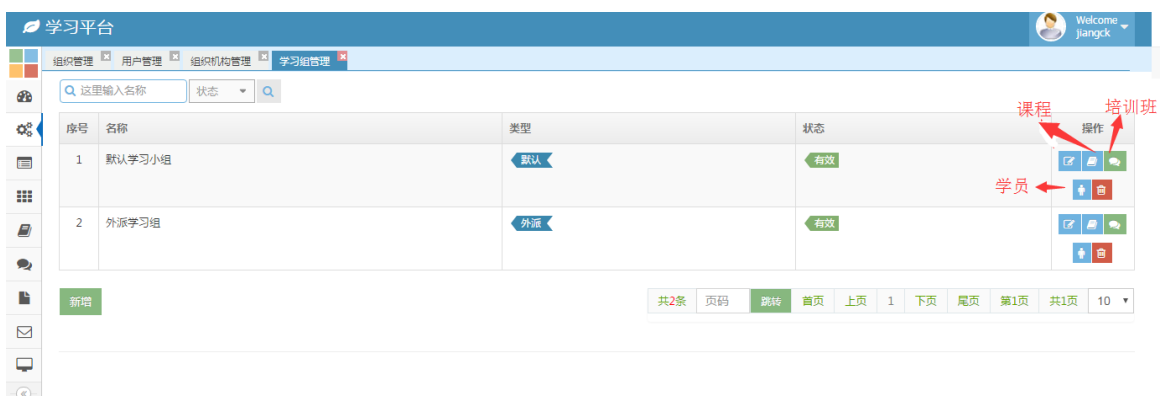 学习平台
Welcome
jiangck
组织管理 用户管理 组织机构管理 学习组管理
这里输入名称 状态
课程 培训班
序号 名称 类型 状态 操作
1 默认学习小组 默认 有效
学员
2 外派学习组 外派 有效
新增 共2条 页码 跳转 首页 上页 1 下页 尾页 第1页 共1页 10